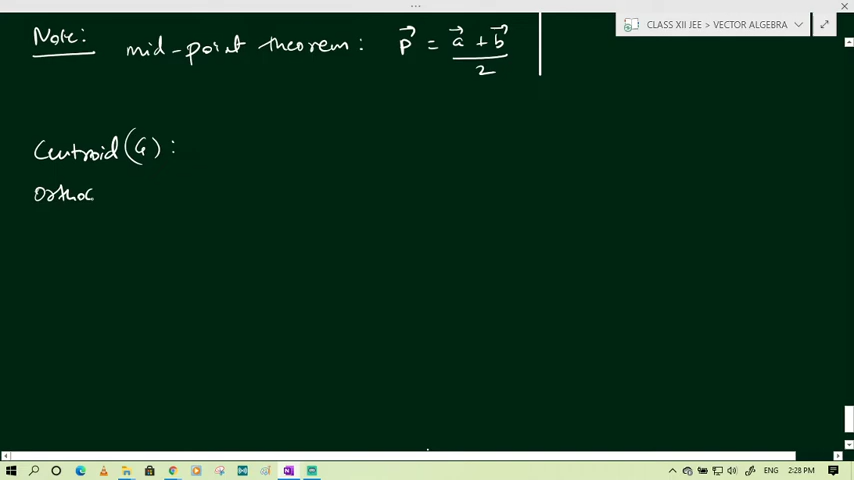 CLASS XII JEE > VECTOR ALGEBRA
Note: mid-point theorem: p⃗ = (a⃗ + b⃗)/2
Centroid (G) :
Orthoc
ENG 2:28 PM